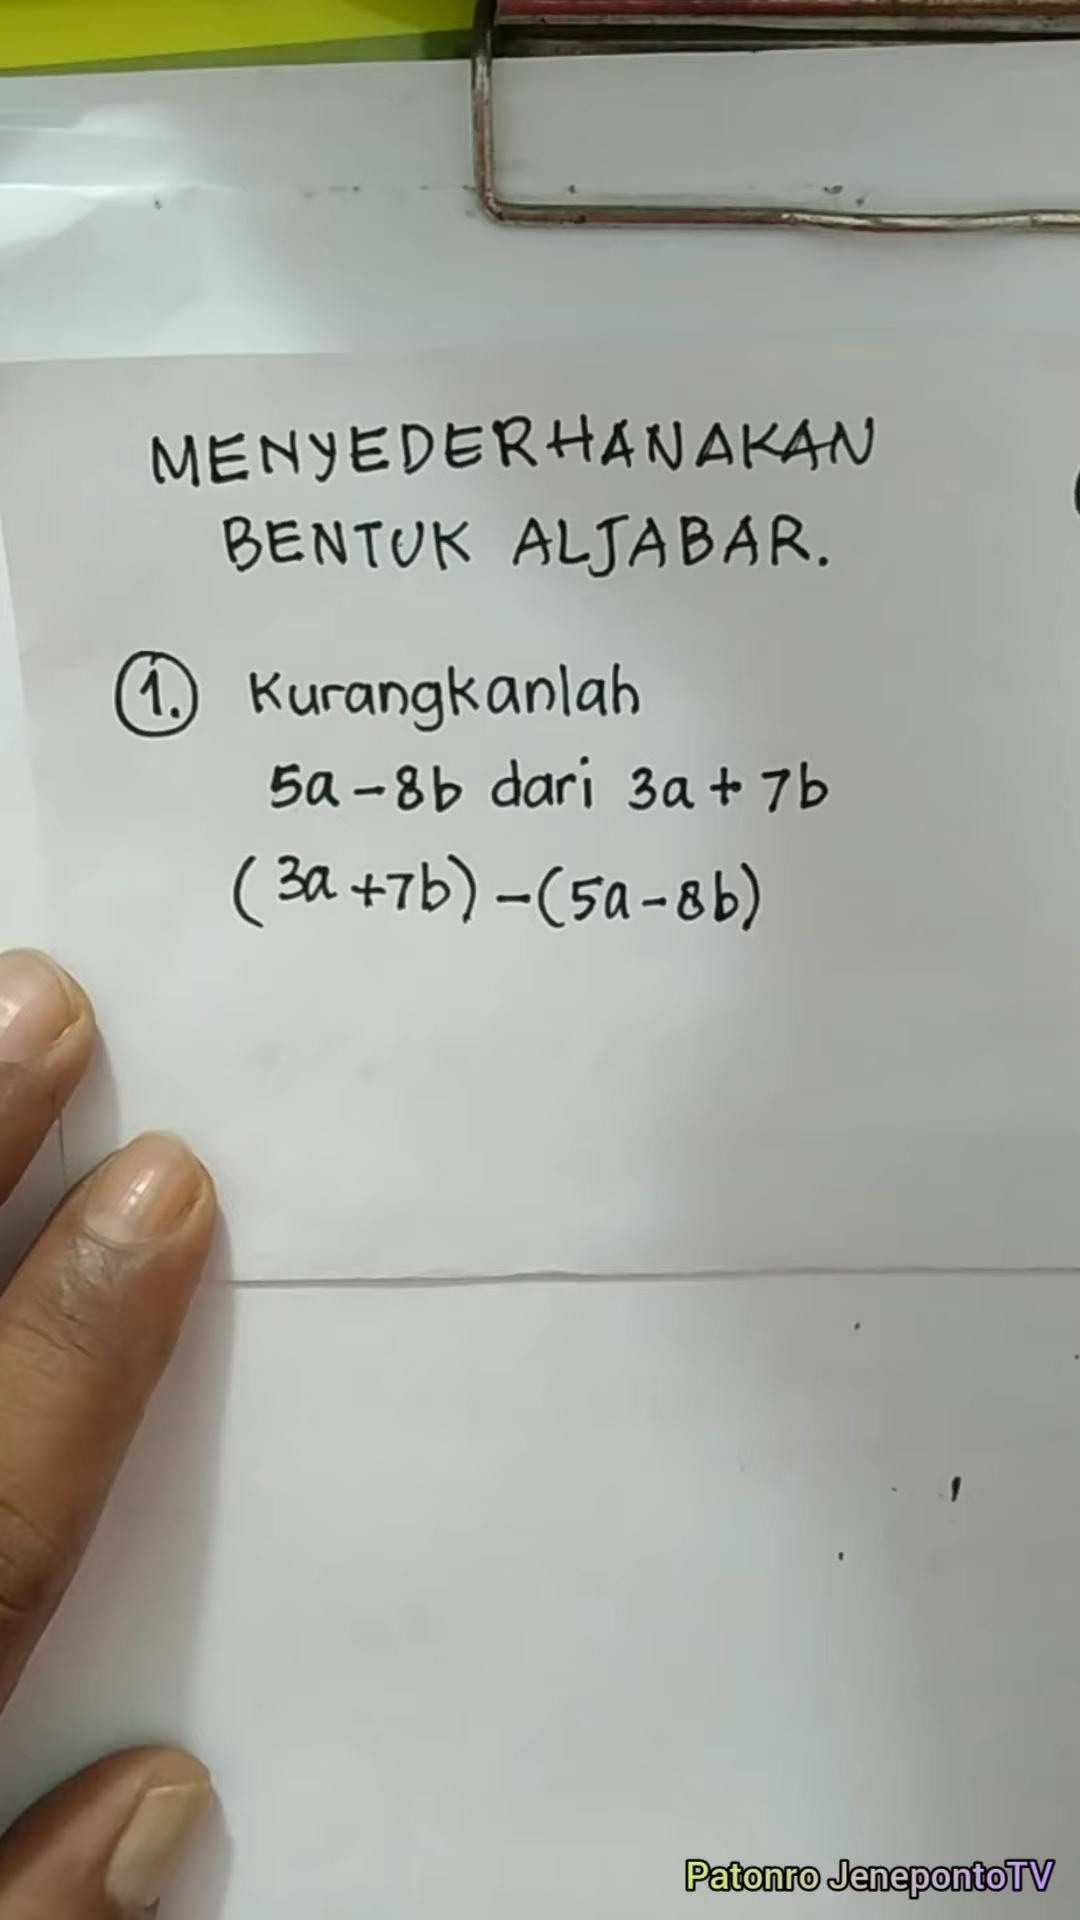 MENYEDERHANAKAN
BENTUK ALJABAR.
1. Kurangkanlah
5a - 8b dari 3a + 7b
(3a + 7b) - (5a - 8b)
Patonro JenepontoTV